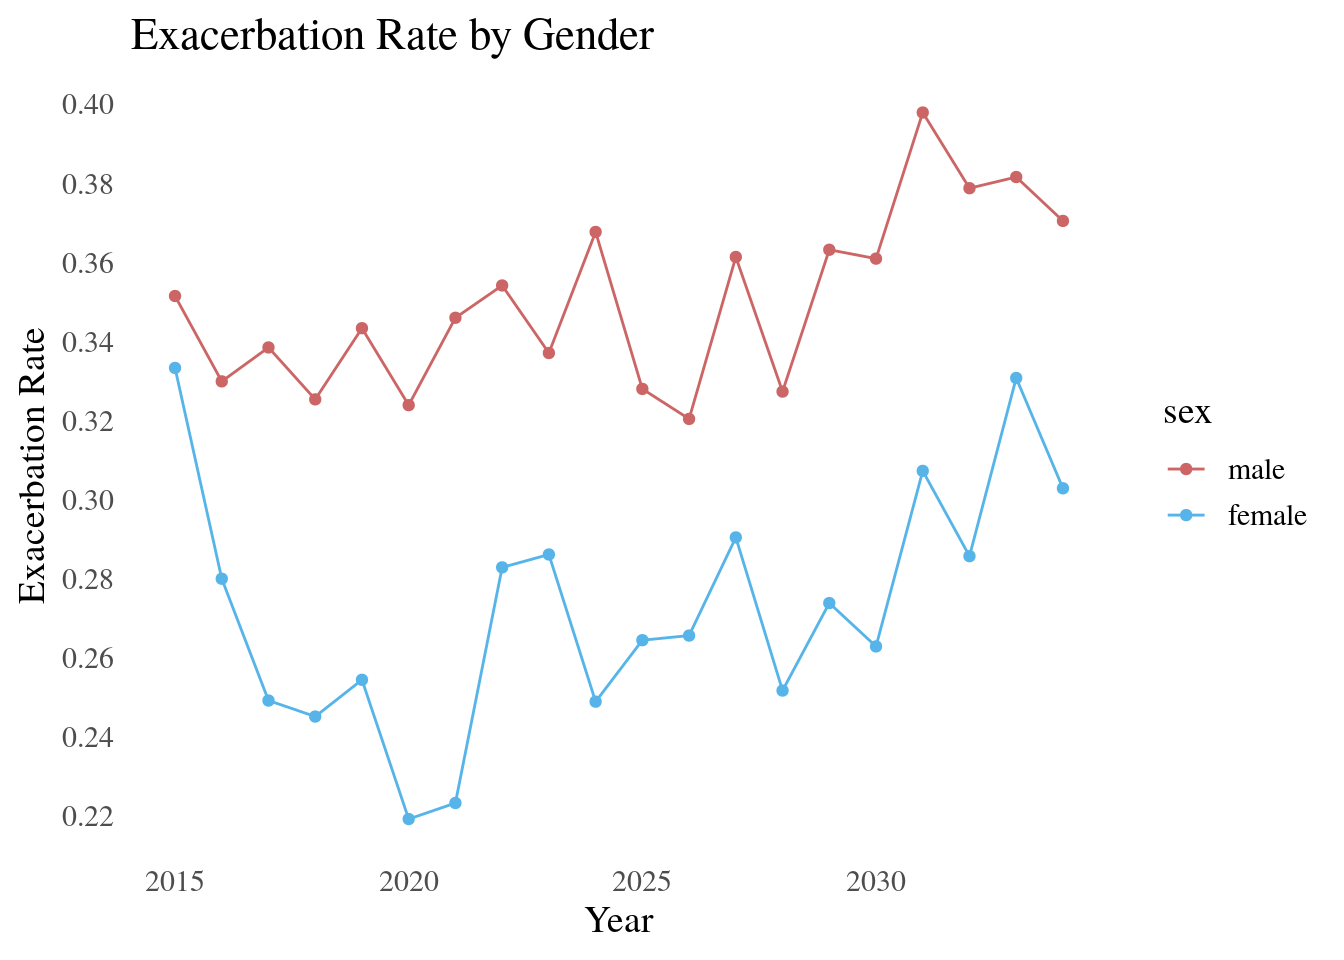 Exacerbation Rate by Gender
0.40
0.38
0.36
0.34
0.32
0.30
0.28
0.26
0.24
0.22
Exacerbation Rate
2015 2020 2025 2030
Year
sex
male
female